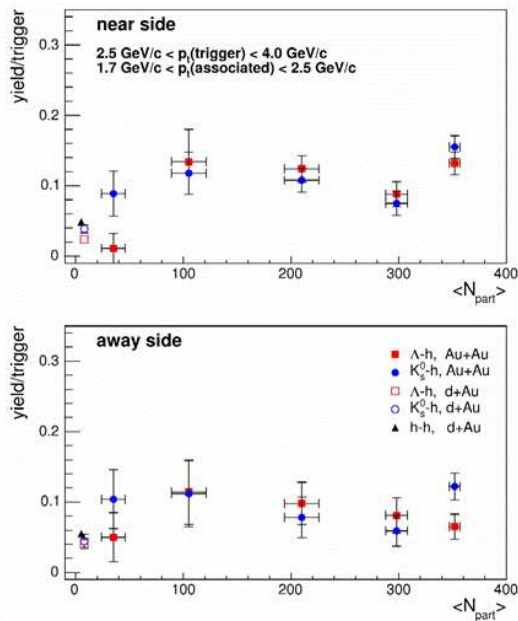 near side
2.5 GeV/c < pₜ(trigger) < 4.0 GeV/c
1.7 GeV/c < pₜ(associated) < 2.5 GeV/c
yield/trigger
0.3
0.2
0.1
0
0 100 200 300 400
<N_part>
away side
Λ-h, Au+Au
K⁰ₛ-h, Au+Au
Λ-h, d+Au
K⁰ₛ-h, d+Au
h-h, d+Au
yield/trigger
0.3
0.2
0.1
0
0 100 200 300 400
<N_part>